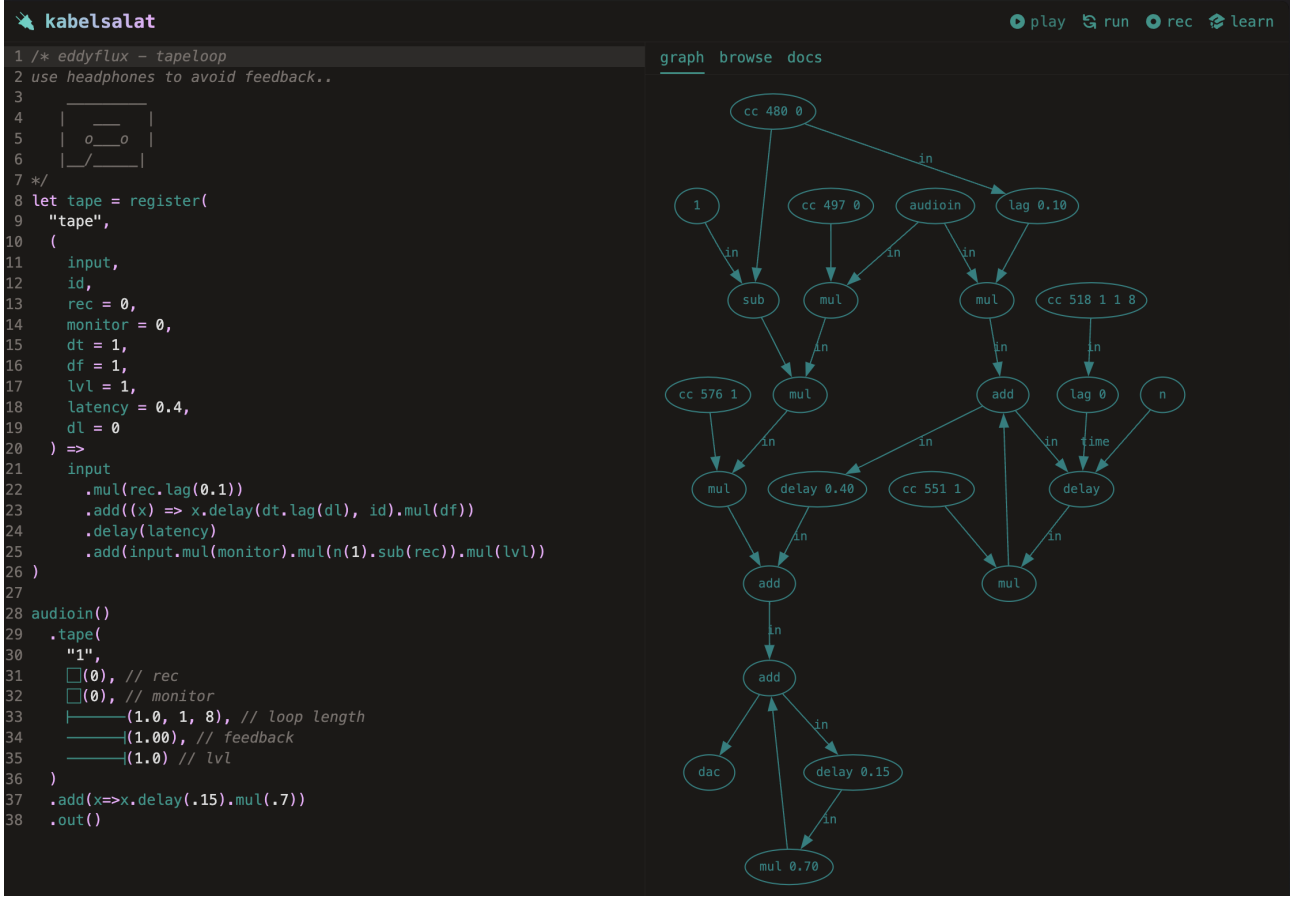 kabelsalat
play run rec learn
1 /* eddyflux – tapeloop
2 use headphones to avoid feedback..
3      __________
4     |   ___   |
5     |  o___o  |
6     |__/_____|
7 */
8 let tape = register(
9   "tape",
10   (
11     input,
12     id,
13     rec = 0,
14     monitor = 0,
15     dt = 1,
16     df = 1,
17     lvl = 1,
18     latency = 0.4,
19     dl = 0
20   ) =>
21     input
22       .mul(rec.lag(0.1))
23       .add((x) => x.delay(dt.lag(dl), id).mul(df))
24       .delay(latency)
25       .add(input.mul(monitor).mul(n(1).sub(rec)).mul(lvl))
26 )
27
28 audioin()
29   .tape(
30     "1",
31     (0), // rec
32     (0), // monitor
33     (1.0, 1, 8), // loop length
34     (1.00), // feedback
35     (1.0) // lvl
36   )
37   .add(x=>x.delay(.15).mul(.7))
38   .out()
graph browse docs
cc 480 0
in
1
cc 497 0
audioin
lag 0.10
in
in
in
sub
mul
mul
cc 518 1 1 8
in
in
in
cc 576 1
mul
add
lag 0
n
in
in
in
time
mul
delay 0.40
cc 551 1
delay
in
in
add
mul
in
add
in
dac
delay 0.15
in
mul 0.70